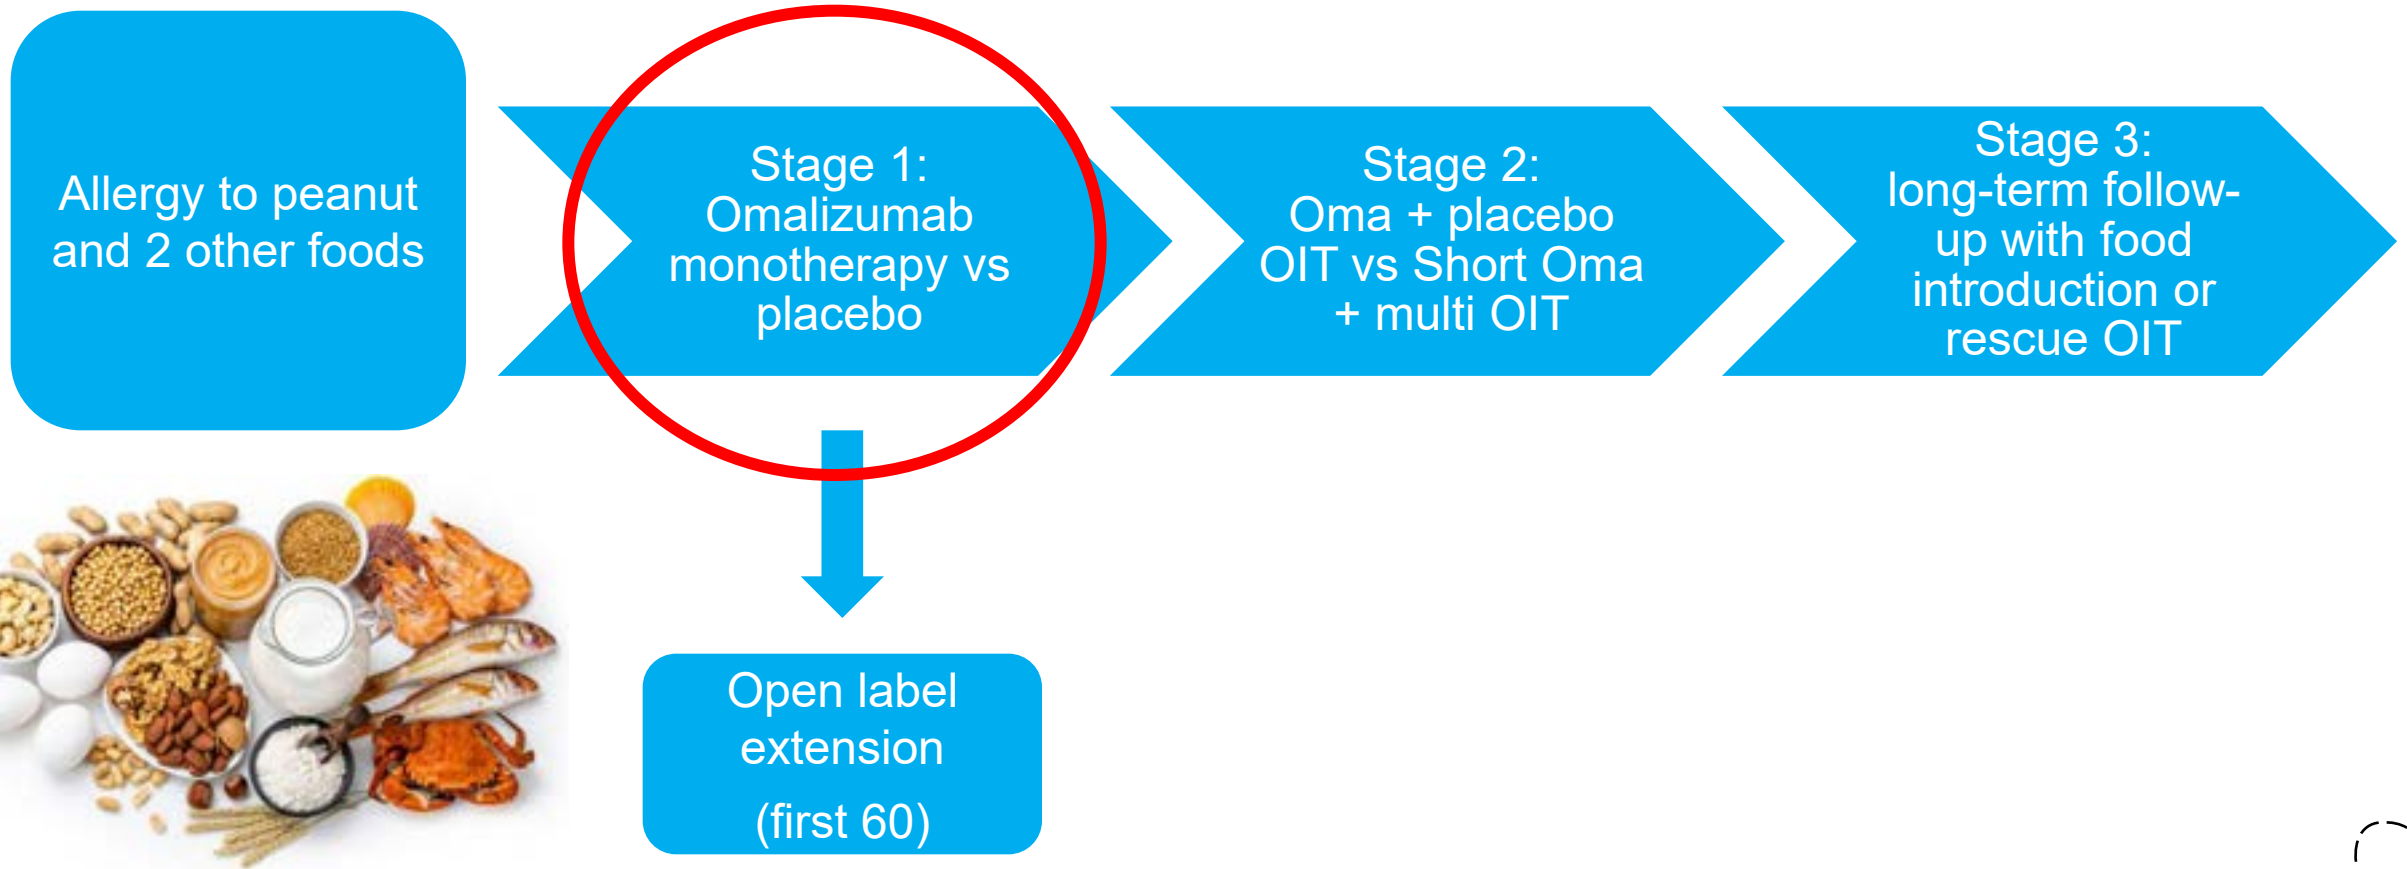 Allergy to peanut
and 2 other foods
Stage 1:
Omalizumab
monotherapy vs
placebo
Stage 2:
Oma + placebo
OIT vs Short Oma
+ multi OIT
Stage 3:
long-term follow-
up with food
introduction or
rescue OIT
Open label
extension
(first 60)